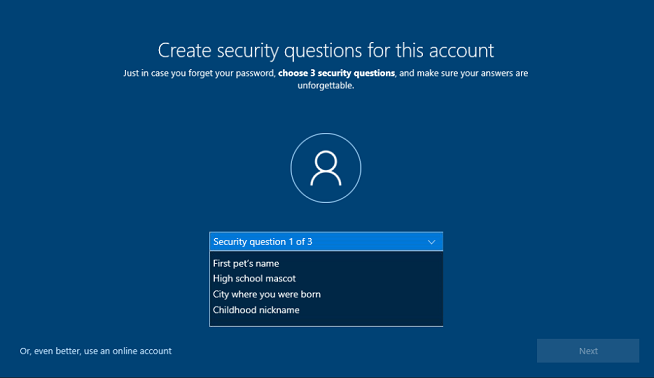 Create security questions for this account
Just in case you forget your password, choose 3 security questions, and make sure your answers are
unforgettable.
Security question 1 of 3
First pet's name
High school mascot
City where you were born
Childhood nickname
Or, even better, use an online account
Next